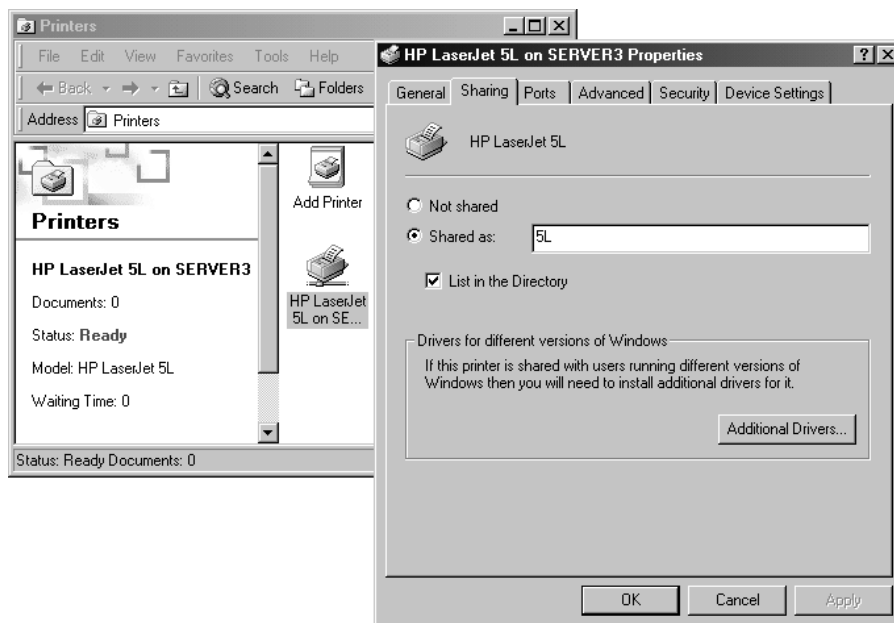 Printers
File Edit View Favorites Tools Help
Back Search Folders
Address Printers
Printers
HP LaserJet 5L on SERVER3
Documents: 0
Status: Ready
Model: HP LaserJet 5L
Waiting Time: 0
Add Printer
HP LaserJet
5L on SE...
Status: Ready Documents: 0
HP LaserJet 5L on SERVER3 Properties
General Sharing Ports Advanced Security Device Settings
HP LaserJet 5L
Not shared
Shared as: 5L
List in the Directory
Drivers for different versions of Windows
If this printer is shared with users running different versions of
Windows then you will need to install additional drivers for it.
Additional Drivers...
OK Cancel Apply